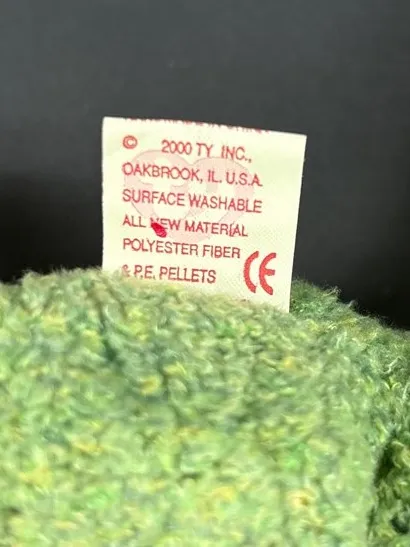 © 2000 TY INC.,
OAKBROOK, IL. U.S.A
SURFACE WASHABLE
ALL NEW MATERIAL
POLYESTER FIBER
& P.E. PELLETS CE